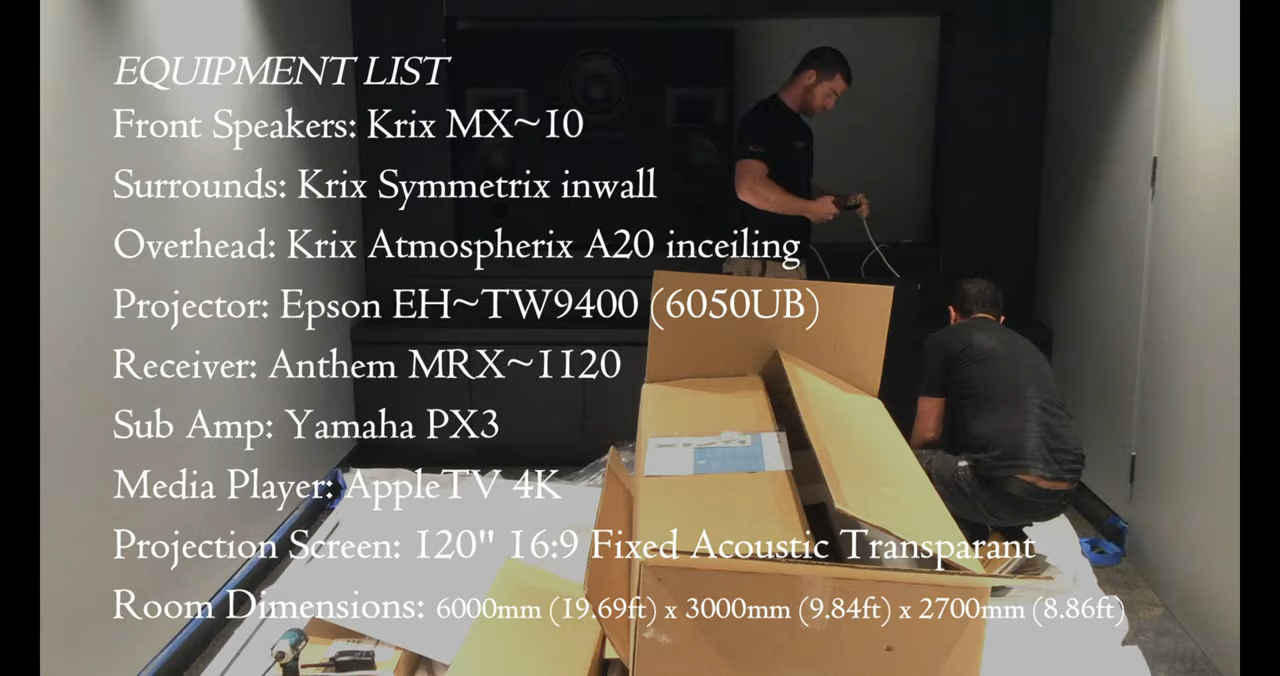 EQUIPMENT LIST
Front Speakers: Krix MX~10
Surrounds: Krix Symmetrix inwall
Overhead: Krix Atmospherix A20 inceiling
Projector: Epson EH~TW9400 (6050UB)
Receiver: Anthem MRX~1120
Sub Amp: Yamaha PX3
Media Player: AppleTV 4K
Projection Screen: 120" 16:9 Fixed Acoustic Transparant
Room Dimensions: 6000mm (19.69ft) x 3000mm (9.84ft) x 2700mm (8.86ft)